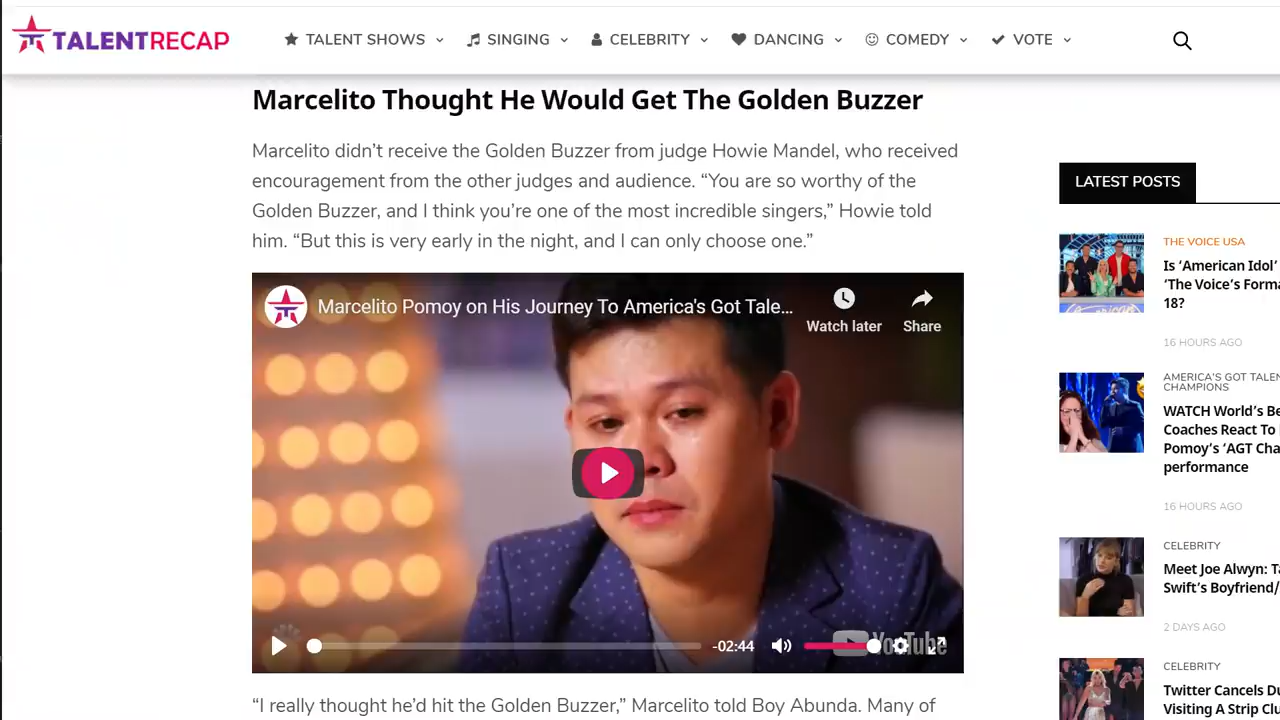 TALENTRECAP
TALENT SHOWS
SINGING
CELEBRITY
DANCING
COMEDY
VOTE
Marcelito Thought He Would Get The Golden Buzzer
Marcelito didn’t receive the Golden Buzzer from judge Howie Mandel, who received
encouragement from the other judges and audience. “You are so worthy of the
Golden Buzzer, and I think you’re one of the most incredible singers,” Howie told
him. “But this is very early in the night, and I can only choose one.”
Marcelito Pomoy on His Journey To America's Got Tale...
Watch later
Share
-02:44
YouTube
“I really thought he’d hit the Golden Buzzer,” Marcelito told Boy Abunda. Many of
LATEST POSTS
THE VOICE USA
Is ‘American Idol’
‘The Voice’s Forma
18?
16 HOURS AGO
AMERICA'S GOT TALEN
CHAMPIONS
WATCH World’s Be
Coaches React To
Pomoy’s ‘AGT Cha
performance
16 HOURS AGO
CELEBRITY
Meet Joe Alwyn: Ta
Swift’s Boyfriend/
2 DAYS AGO
CELEBRITY
Twitter Cancels Du
Visiting A Strip Clu